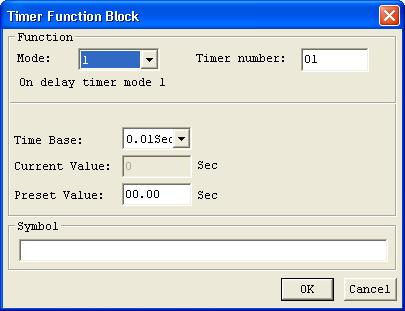 Timer Function Block
Function
Mode: 1 Timer number: 01
On delay timer mode 1
Time Base: 0.01Sec
Current Value: 0 Sec
Preset Value: 00.00 Sec
Symbol
OK Cancel